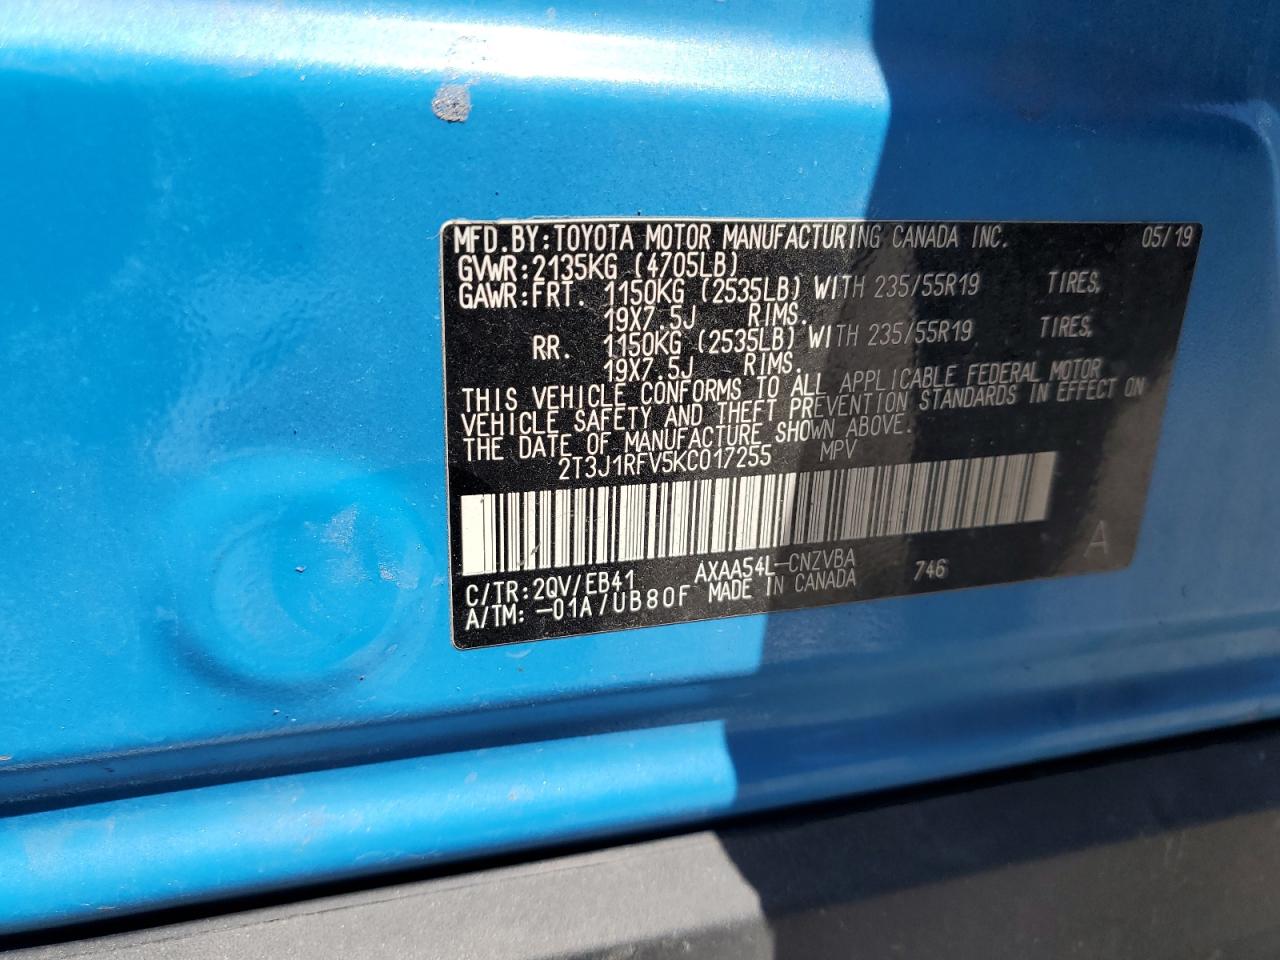 MFD.BY:TOYOTA MOTOR MANUFACTURING CANADA INC. 05/19
GVWR:2135KG (4705LB)
GAWR:FRT. 1150KG (2535LB) WITH 235/55R19 TIRES,
19X7.5J RIMS.
RR. 1150KG (2535LB) WITH 235/55R19 TIRES,
19X7.5J RIMS.
THIS VEHICLE CONFORMS TO ALL APPLICABLE FEDERAL MOTOR
VEHICLE SAFETY AND THEFT PREVENTION STANDARDS IN EFFECT ON
THE DATE OF MANUFACTURE SHOWN ABOVE.
2T3J1RFV5KC017255 MPV
A
C/TR:2QV/EB41 AXAA54L-CNZVBA 746
A/TM: -01A/UB80F MADE IN CANADA